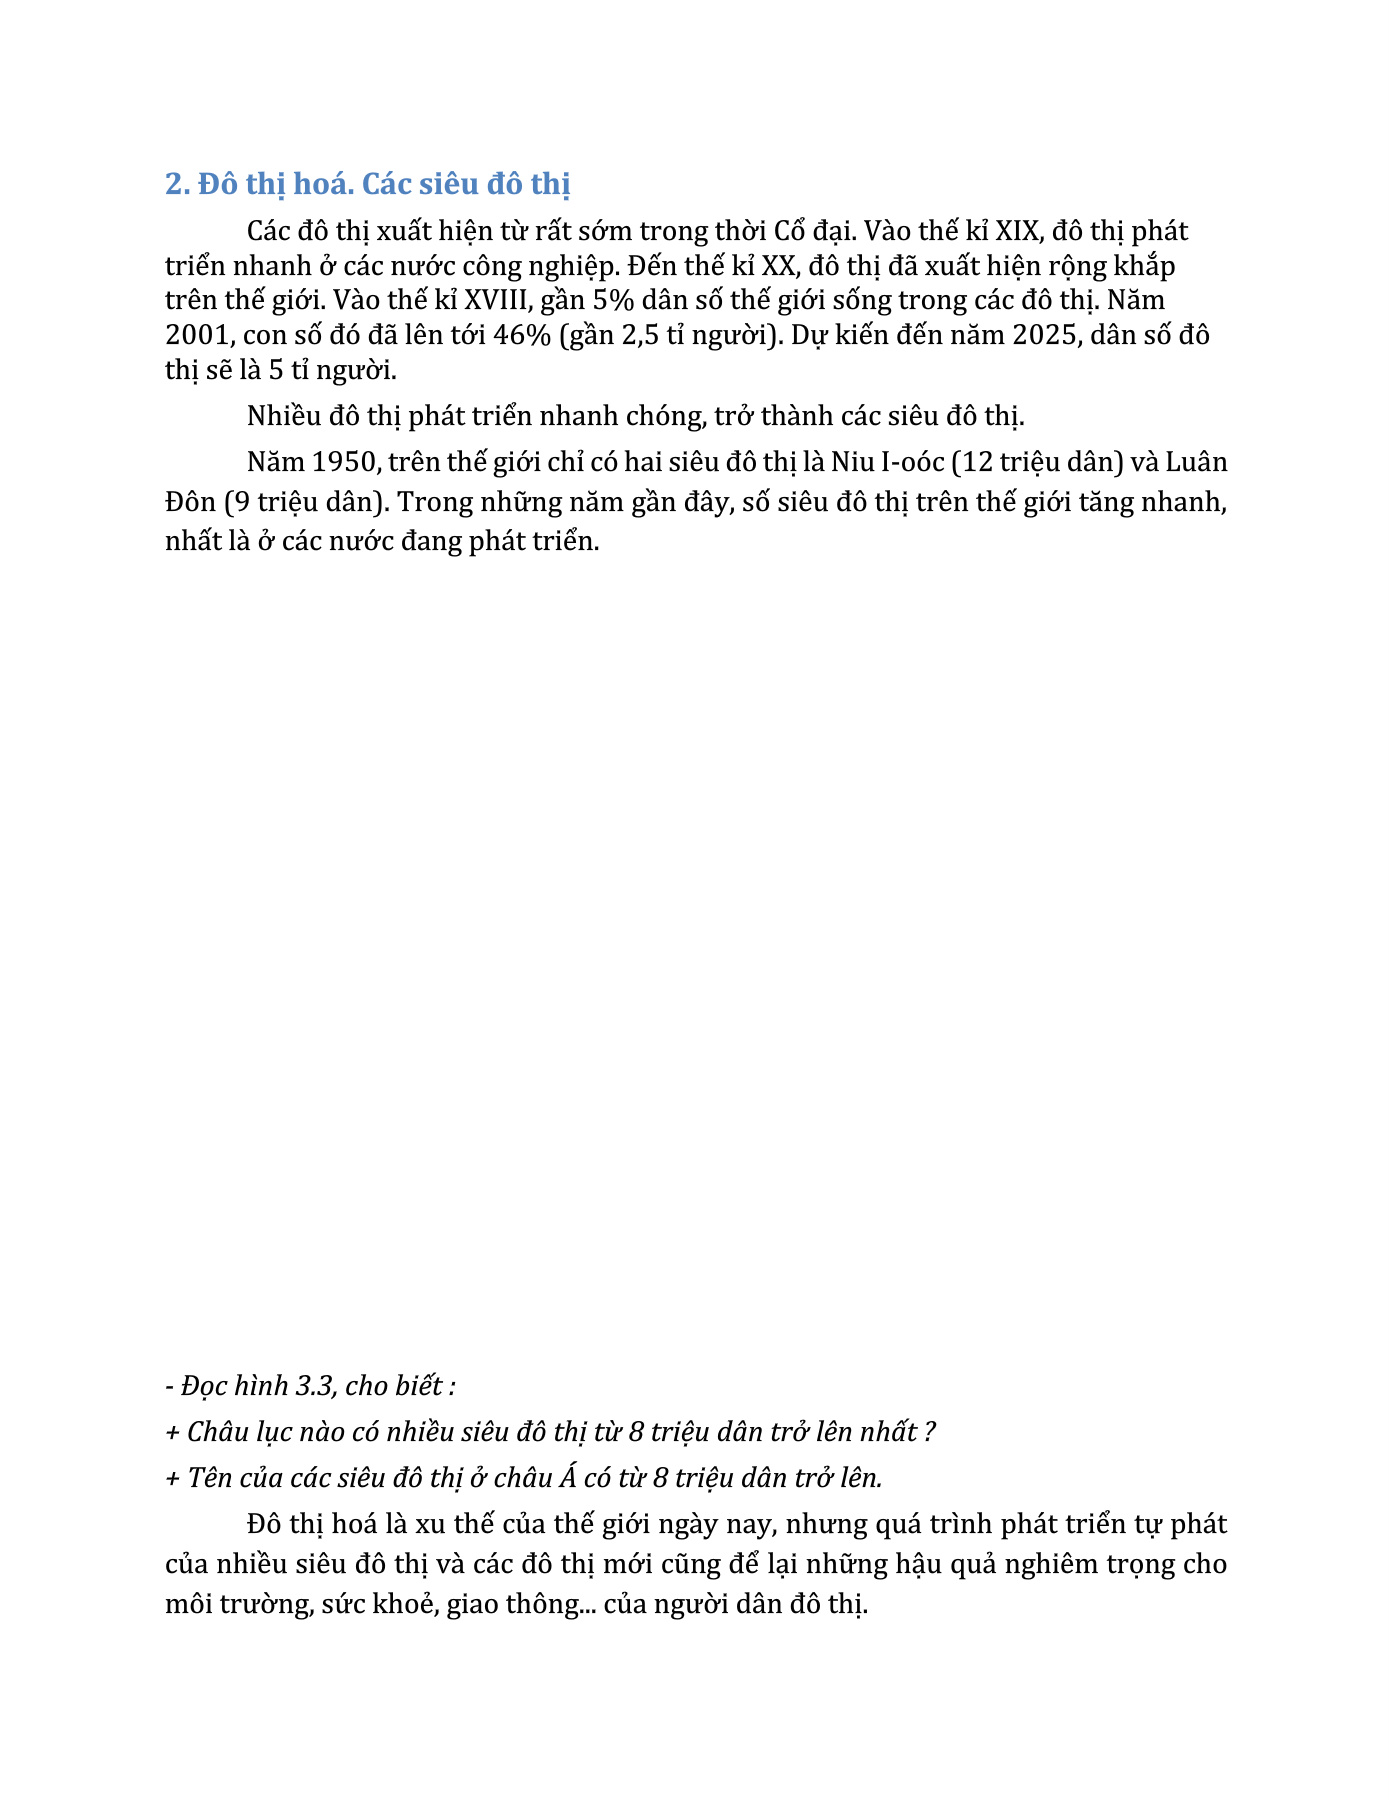 2. Đô thị hoá. Các siêu đô thị
Các đô thị xuất hiện từ rất sớm trong thời Cổ đại. Vào thế kỉ XIX, đô thị phát
triển nhanh ở các nước công nghiệp. Đến thế kỉ XX, đô thị đã xuất hiện rộng khắp
trên thế giới. Vào thế kỉ XVIII, gần 5% dân số thế giới sống trong các đô thị. Năm
2001, con số đó đã lên tới 46% (gần 2,5 tỉ người). Dự kiến đến năm 2025, dân số đô
thị sẽ là 5 tỉ người.
Nhiều đô thị phát triển nhanh chóng, trở thành các siêu đô thị.
Năm 1950, trên thế giới chỉ có hai siêu đô thị là Niu I-oóc (12 triệu dân) và Luân
Đôn (9 triệu dân). Trong những năm gần đây, số siêu đô thị trên thế giới tăng nhanh,
nhất là ở các nước đang phát triển.
- Đọc hình 3.3, cho biết :
+ Châu lục nào có nhiều siêu đô thị từ 8 triệu dân trở lên nhất ?
+ Tên của các siêu đô thị ở châu Á có từ 8 triệu dân trở lên.
Đô thị hoá là xu thế của thế giới ngày nay, nhưng quá trình phát triển tự phát
của nhiều siêu đô thị và các đô thị mới cũng để lại những hậu quả nghiêm trọng cho
môi trường, sức khoẻ, giao thông... của người dân đô thị.